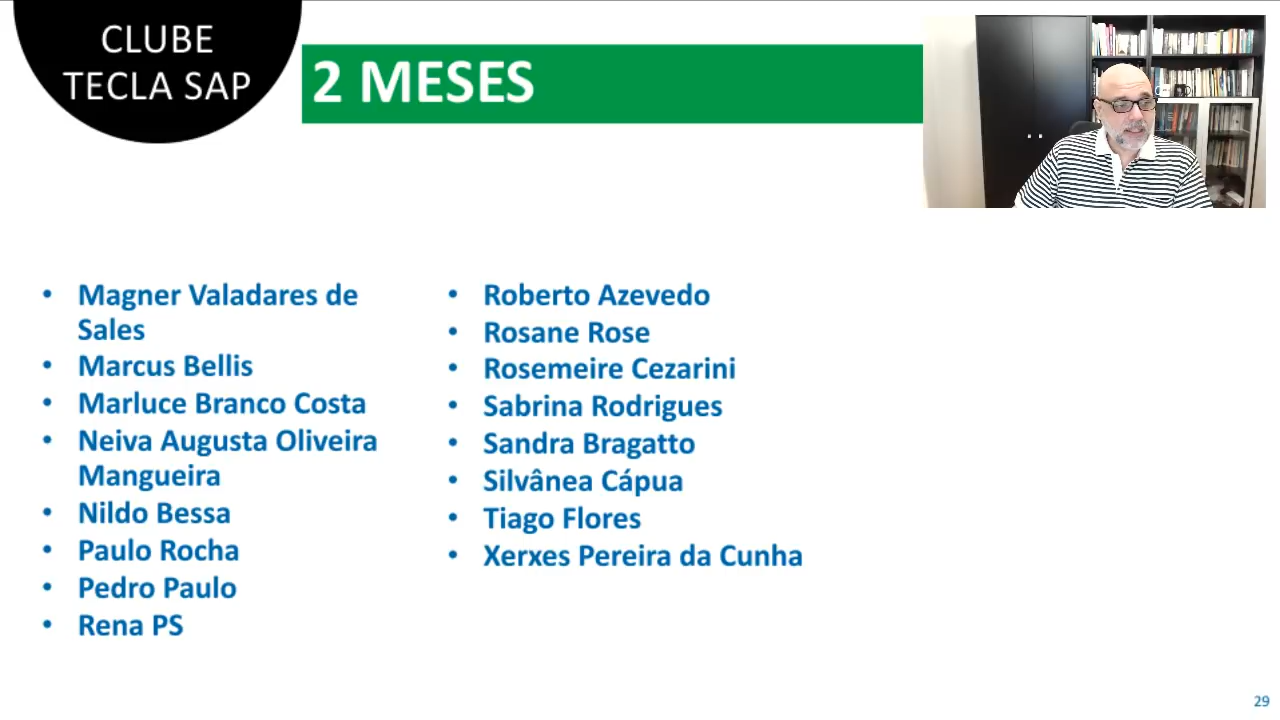 CLUBE
TECLA SAP
2 MESES
• Magner Valadares de
Sales
• Marcus Bellis
• Marluce Branco Costa
• Neiva Augusta Oliveira
Mangueira
• Nildo Bessa
• Paulo Rocha
• Pedro Paulo
• Rena PS
• Roberto Azevedo
• Rosane Rose
• Rosemeire Cezarini
• Sabrina Rodrigues
• Sandra Bragatto
• Silvânea Cápua
• Tiago Flores
• Xerxes Pereira da Cunha
29